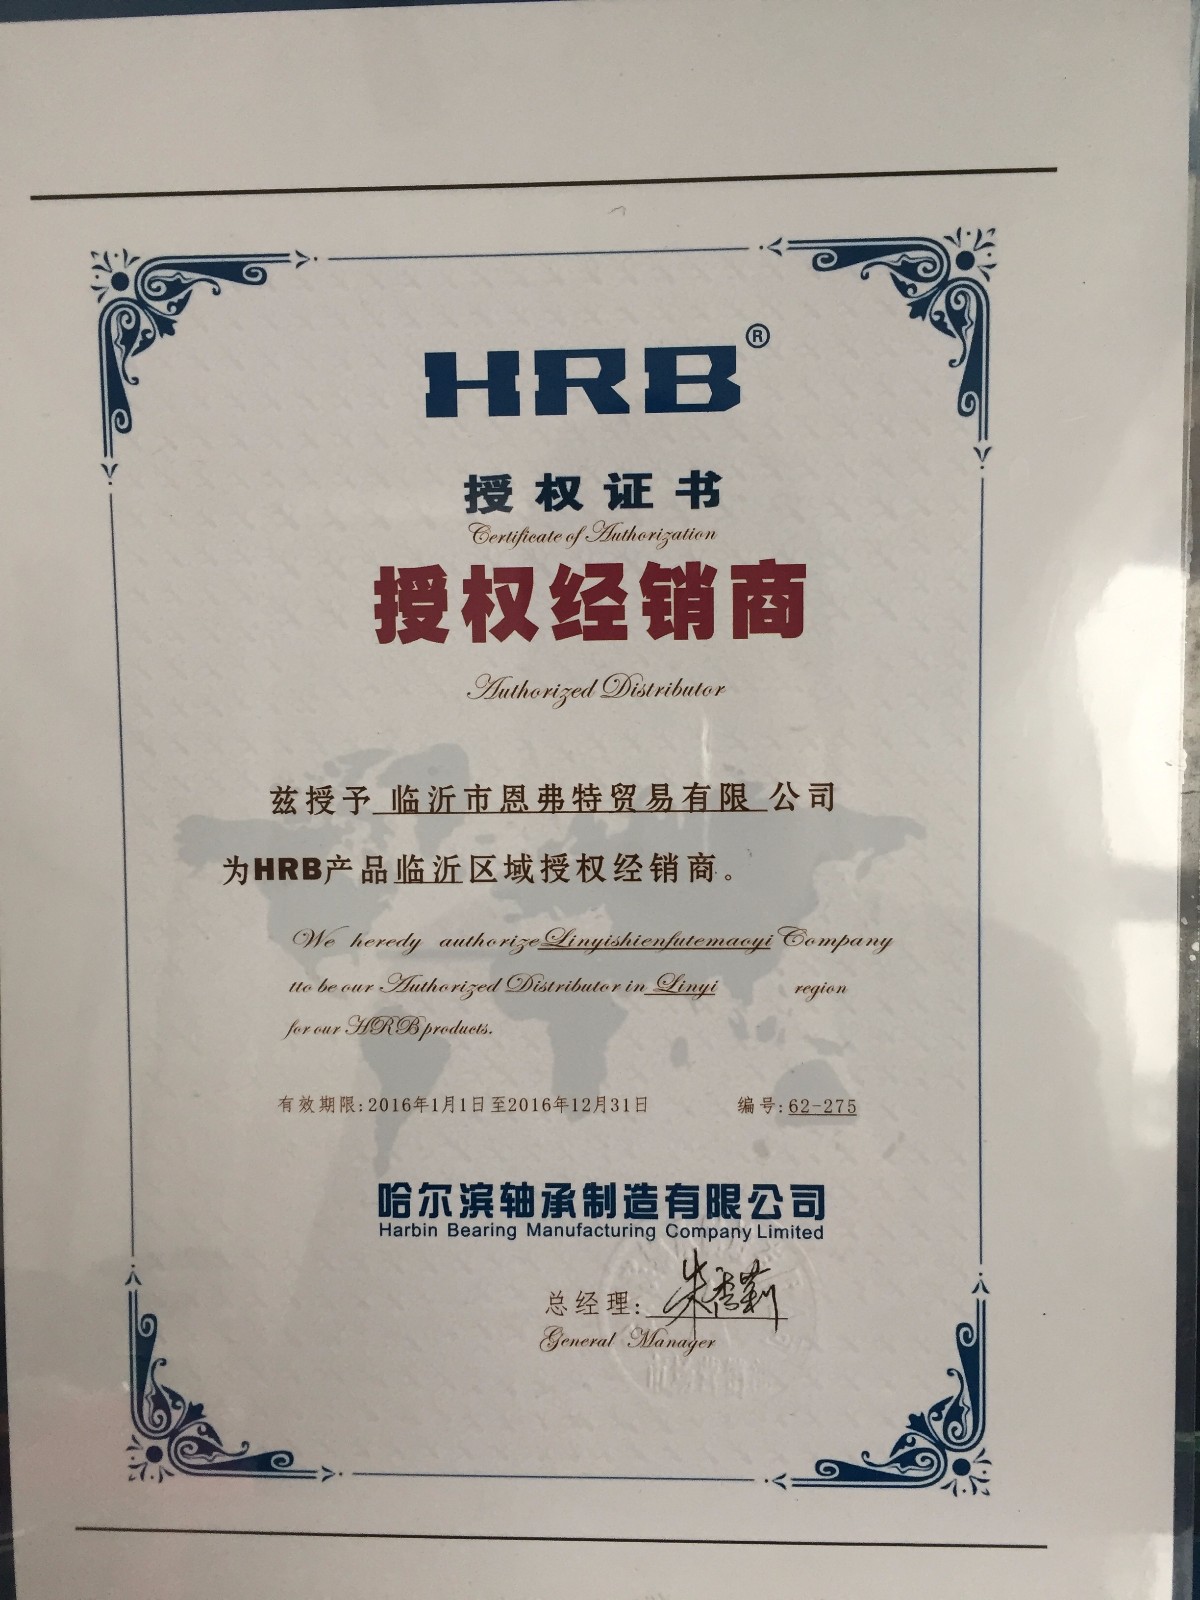 HRB®
授权证书
Certificate of Authorization
授权经销商
Authorized Distributor
兹授予 临沂市恩弗特贸易有限 公司
为HRB产品临沂区域授权经销商。
We heredy authorize Linyishienfutemaoyi Company
tto be our Authorized Distributor in Linyi region
for our HRB products.
有效期限:2016年1月1日至2016年12月31日 编号:62-275
哈尔滨轴承制造有限公司
Harbin Bearing Manufacturing Company Limited
总经理: 朱秀莉
General Manager